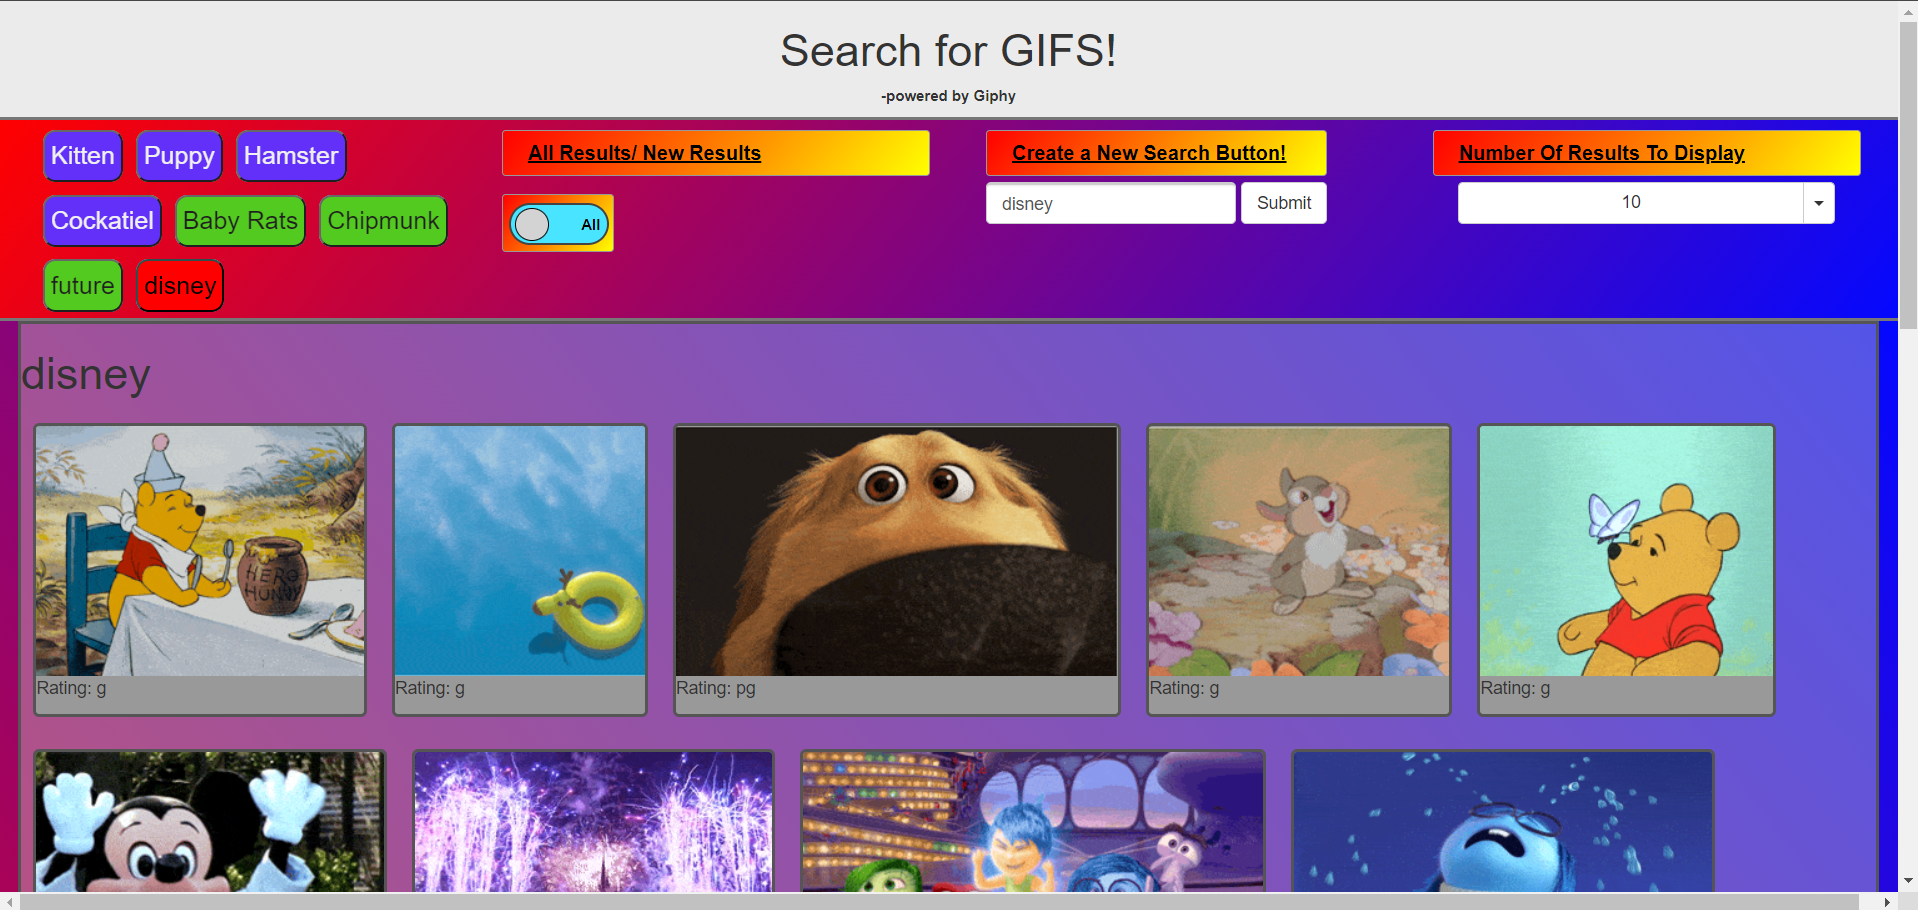 Search for GIFS!
-powered by Giphy
Kitten Puppy Hamster
Cockatiel Baby Rats Chipmunk
future disney
All Results/ New Results
All
Create a New Search Button!
disney Submit
Number Of Results To Display
10
disney
HUNNY
Rating: g
Rating: g
Rating: pg
Rating: g
Rating: g